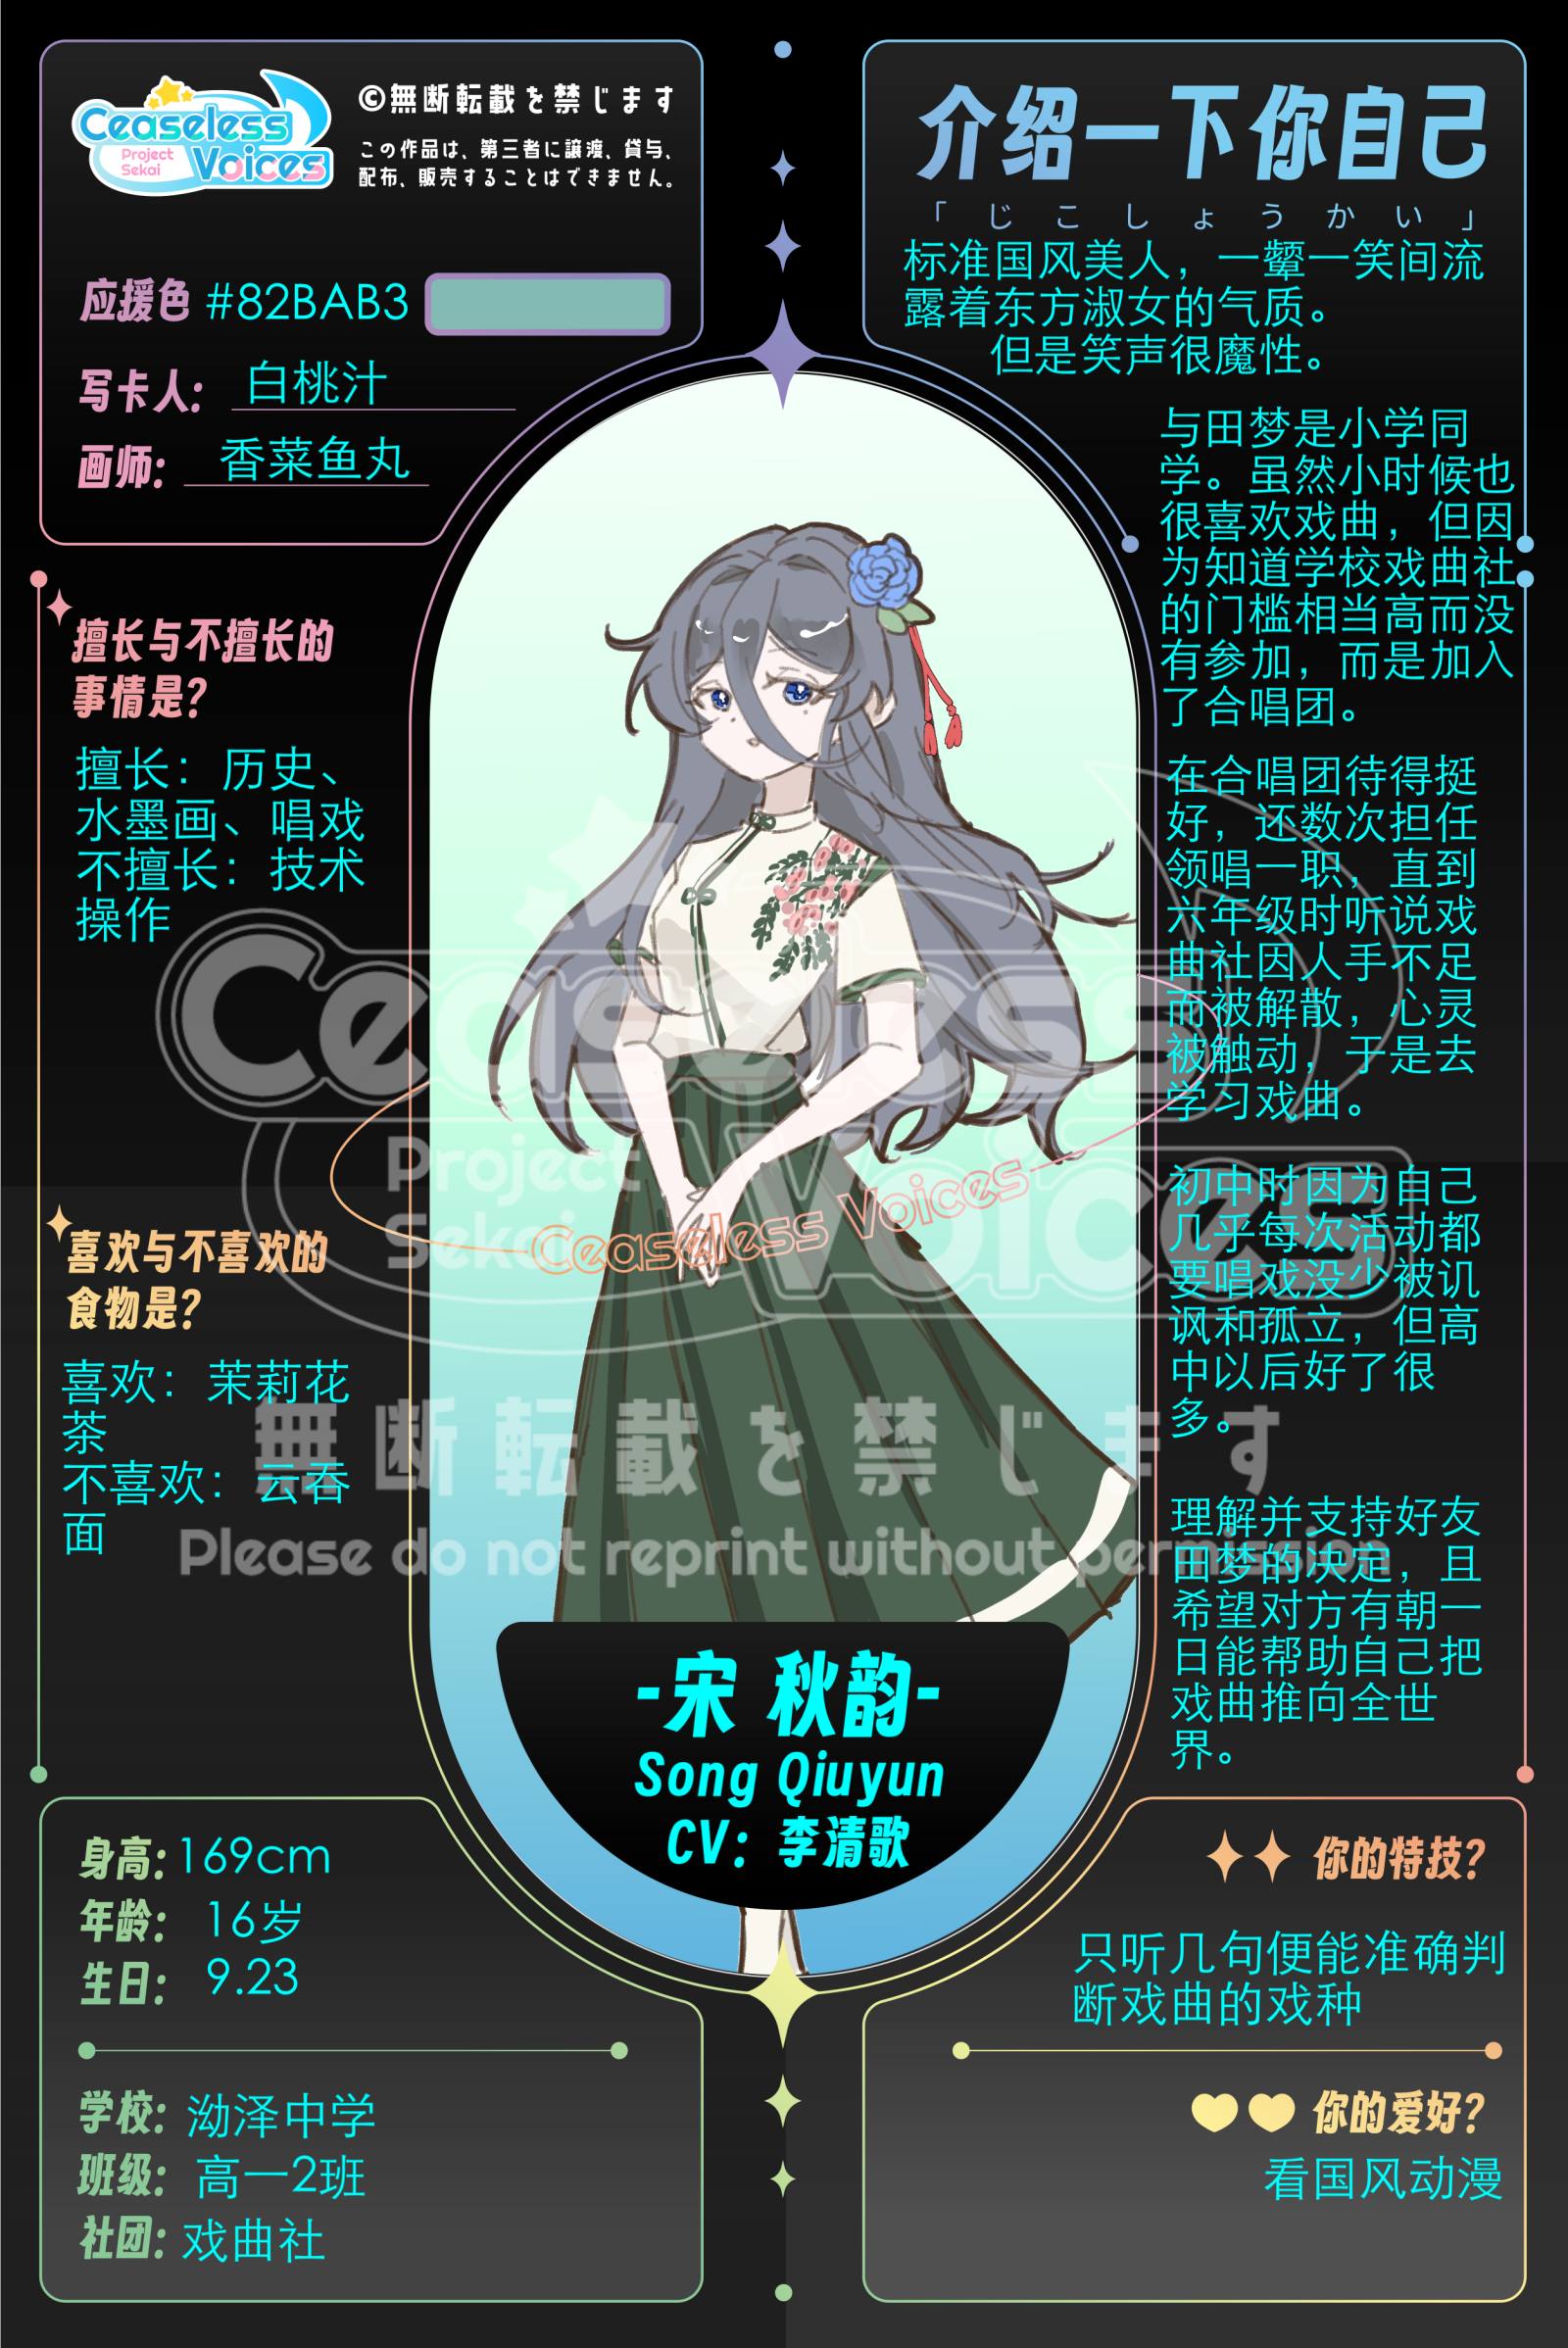 Ceaseless
Voices
Project
Sekai
©無断転載を禁じます
この作品は、第三者に譲渡、貸与、
配布、販売することはできません。
应援色 #82BAB3
写卡人: 白桃汁
画师: 香菜鱼丸
介绍一下你自己
「じこしょうかい」
标准国风美人，一颦一笑间流
露着东方淑女的气质。
但是笑声很魔性。
与田梦是小学同
学。虽然小时候也
很喜欢戏曲，但因
为知道学校戏曲社
的门槛相当高而没
有参加，而是加入
了合唱团。
在合唱团待得挺
好，还数次担任
领唱一职，直到
六年级时听说戏
曲社因人手不足
而被解散，心灵
被触动，于是去
学习戏曲。
初中时因为自己
几乎每次活动都
要唱戏没少被讥
讽和孤立，但高
中以后好了很
多。
理解并支持好友
田梦的决定，且
希望对方有朝一
日能帮助自己把
戏曲推向全世
界。
擅长与不擅长的
事情是?
擅长：历史、
水墨画、唱戏
不擅长：技术
操作
喜欢与不喜欢的
食物是?
喜欢：茉莉花
茶
不喜欢：云吞
面
Ceaseless
Project
Sekai
Voices
Ceaseless Voices
無断転載を禁じます
Please do not reprint without permission
-宋 秋韵-
Song Qiuyun
CV: 李清歌
身高: 169cm
年龄: 16岁
生日: 9.23
学校: 泑泽中学
班级: 高一2班
社团: 戏曲社
你的特技?
只听几句便能准确判
断戏曲的戏种
你的爱好?
看国风动漫